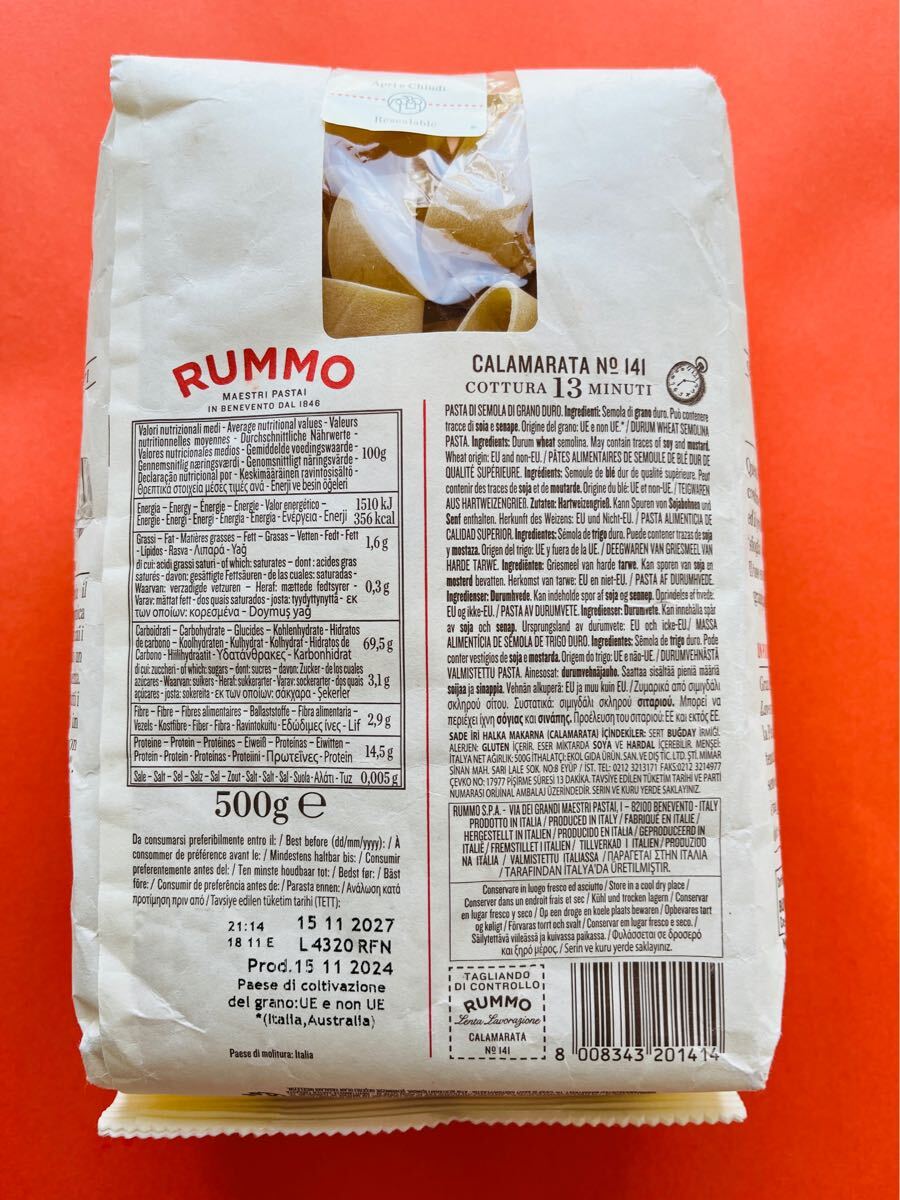 Apri e Chiudi
Resealable
RUMMO
MAESTRI PASTAI
IN BENEVENTO DAL 1846
Valori nutrizionali medi - Average nutritional values - Valeurs
nutritionnelles moyennes - Durchschnittliche Nährwerte -
Valores nutricionales medios - Gemiddelde voedingswaarde -
Gennemsnitlig næringsværdi - Genomsnittligt näringsvärde - 100g
Declaração nutricional por - Keskimääräinen ravintosisältö -
Θρεπτικά στοιχεία μέσες τιμές ανά - Enerji ve besin öğeleri
Energia – Energy – Énergie – Energie - Valor energético – 1510 kJ
Energie - Energi - Energi - Energia - Energia - Ενέργεια - Enerji 356 kcal
Grassi – Fat - Matières grasses – Fett – Grasas – Vetten - Fedt - Fett
- Lípidos - Rasva - Λιπαρά - Yağ 1,6 g
di cui: acidi grassi saturi - of which: saturates – dont : acides gras
saturés - davon: gesättigte Fettsäuren - de las cuales: saturadas -
Waarvan: verzadigde vetzuren – Heraf: mættede fedtsyrer - 0,3 g
Varav: mättat fett - dos quais saturados - josta: tyydyttynyttä - εκ
των οποίων: κορεσμένα – Doymuş yağ
Carboidrati – Carbohydrate – Glucides – Kohlenhydrate - Hidratos
de carbono – Koolhydraten - Kulhydrat - Kolhydrat - Hidratos de 69,5 g
Carbono - Hiilihydraatit - Υδατάνθρακες - Karbonhidrat
di cui: zuccheri - of which: sugars – dont: sucres – davon: Zucker - de los cuales
azúcares - Waarvan: suikers - Heraf: sukkerarter - Varav: sockerarter - dos quais 3,1 g
açúcares - josta: sokereita - εκ των οποίων: σάκχαρα - Şekerler
Fibre – Fibre – Fibres alimentaires – Ballaststoffe – Fibra alimentaria –
Vezels - Kostfibre - Fiber - Fibra - Ravintokuitu - Εδώδιμες ίνες - Lif 2,9 g
Proteine – Protein – Protéines – Eiweiß – Proteínas – Eiwitten –
Protein - Protein - Proteínas - Proteiini - Πρωτεΐνες - Protein 14,5 g
Sale – Salt – Sel – Salz – Sal – Zout - Salt - Salt - Sal - Suola - Αλάτι - Tuz 0,005 g
500g e
Da consumarsi preferibilmente entro il: / Best before (dd/mm/yyyy): / À
consommer de préférence avant le: / Mindestens haltbar bis: / Consumir
preferentemente antes del: / Ten minste houdbaar tot: / Bedst før: / Bäst
före: / Consumir de preferência antes de: / Parasta ennen: / Ανάλωση κατά
προτίμηση πριν από / Tavsiye edilen tüketim tarihi (TETT):
21:14 15 11 2027
18 11 E L 4320 RFN
Prod.15 11 2024
Paese di coltivazione
del grano:UE e non UE
*(Italia,Australia)
Paese di molitura: Italia
CALAMARATA Nº 141
COTTURA 13 MINUTI
PASTA DI SEMOLA DI GRANO DURO. Ingredienti: Semola di grano duro. Può contenere
tracce di soia e senape. Origine del grano: UE e non UE.* / DURUM WHEAT SEMOLINA
PASTA. Ingredients: Durum wheat semolina. May contain traces of soy and mustard.
Wheat origin: EU and non-EU. / PÂTES ALIMENTAIRES DE SEMOULE DE BLÉ DUR DE
QUALITÉ SUPÉRIEURE. Ingrédients: Semoule de blé dur de qualité supérieure. Peut
contenir des traces de soja et de moutarde. Origine du blé: UE et non-UE. / TEIGWAREN
AUS HARTWEIZENGRIEß. Zutaten: Hartweizengrieß. Kann Spuren von Sojabohnen und
Senf enthalten. Herkunft des Weizens: EU und Nicht-EU. / PASTA ALIMENTICIA DE
CALIDAD SUPERIOR. Ingredientes: Sémola de trigo duro. Puede contener trazas de soja
y mostaza. Origen del trigo: UE y fuera de la UE. / DEEGWAREN VAN GRIESMEEL VAN
HARDE TARWE. Ingrediënten: Griesmeel van harde tarwe. Kan sporen van soja en
mosterd bevatten. Herkomst van tarwe: EU en niet-EU. / PASTA AF DURUMHVEDE.
Ingredienser: Durumhvede. Kan indeholde spor af soja og sennep. Oprindelse af hvede:
EU og ikke-EU. / PASTA AV DURUMVETE. Ingredienser: Durumvete. Kan innehålla spår
av soja och senap. Ursprungsland av durumvete: EU och icke-EU./ MASSA
ALIMENTÍCIA DE SÊMOLA DE TRIGO DURO. Ingredientes: Sêmola de trigo duro. Pode
conter vestígios de soja e mostarda. Origem do trigo: UE e não-UE. / DURUMVEHNÄSTÄ
VALMISTETTU PASTA. Ainesosat: durumvehnäjauho. Saattaa sisältää pieniä määriä
soijaa ja sinappia. Vehnän alkuperä: EU ja muu kuin EU. / Ζυμαρικά από σιμιγδάλι
σκληρού σίτου. Συστατικά: σιμιγδάλι σκληρού σιταριού. Μπορεί να
περιέχει ίχνη σόγιας και σινάπης. Προέλευση του σιταριού: ΕΕ και εκτός ΕΕ.
SADE İRİ HALKA MAKARNA (CALAMARATA) İÇİNDEKİLER: SERT BUĞDAY İRMİĞİ.
ALERJEN: GLUTEN İÇERİR. ESER MİKTARDA SOYA VE HARDAL İÇEREBİLİR. MENŞEİ:
İTALYA NET AĞIRLIK: 500G İTHALATÇI: EKOL GIDA ÜRÜN. SAN. VE DIŞ TİC. LTD. ŞTİ. MİMAR
SİNAN MAH. SARI LALE SOK. NO:8 EYÜP / İST. TEL: 0212 3213171 FAKS:0212 3214977
ÇEVKO NO: 17977 PİŞİRME SÜRESİ: 13 DAKİKA. TAVSİYE EDİLEN TÜKETİM TARİHİ VE PARTİ
NUMARASI ORİJİNAL AMBALAJ ÜZERİNDEDİR. SERİN VE KURU YERDE SAKLAYINIZ.
RUMMO S.P.A. - VIA DEI GRANDI MAESTRI PASTAI, 1 – 82100 BENEVENTO - ITALY
PRODOTTO IN ITALIA / PRODUCED IN ITALY / FABRIQUÉ EN ITALIE /
HERGESTELLT IN ITALIEN / PRODUCIDO EN ITALIA / GEPRODUCEERD IN
ITALIË / FREMSTILLET I ITALIEN / TILLVERKAD I ITALIEN / PRODUZIDO
NA ITÁLIA / VALMISTETTU ITALIASSA / ΠΑΡΑΓΕΤΑΙ ΣΤΗΝ ΙΤΑΛΙΑ
/ TARAFINDAN İTALYA'DA ÜRETİLMİŞTİR.
Conservare in luogo fresco ed asciutto / Store in a cool dry place /
Conserver dans un endroit frais et sec / Kühl und trocken lagern / Conservar
en lugar fresco y seco / Op een droge en koele plaats bewaren / Opbevares tørt
og køligt / Förvaras torrt och svalt / Conservar em lugar fresco e seco. /
Säilytettävä viileässä ja kuivassa paikassa. / Φυλάσσεται σε δροσερό
και ξηρό μέρος. / Serin ve kuru yerde saklayınız.
TAGLIANDO
DI CONTROLLO
RUMMO
Lenta Lavorazione
CALAMARATA
Nº 141
8 008343 201414